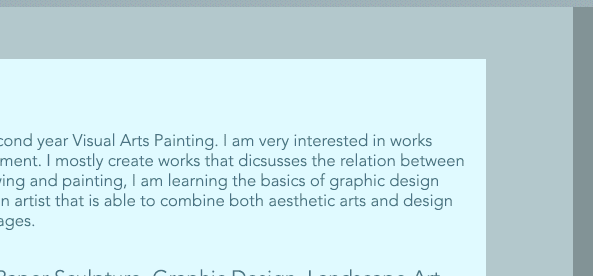 cond year Visual Arts Painting. I am very interested in works
ment. I mostly create works that dicsusses the relation between
ing and painting, I am learning the basics of graphic design
n artist that is able to combine both aesthetic arts and design
ages.
Paper Sculpture, Graphic Design, Landscape Art